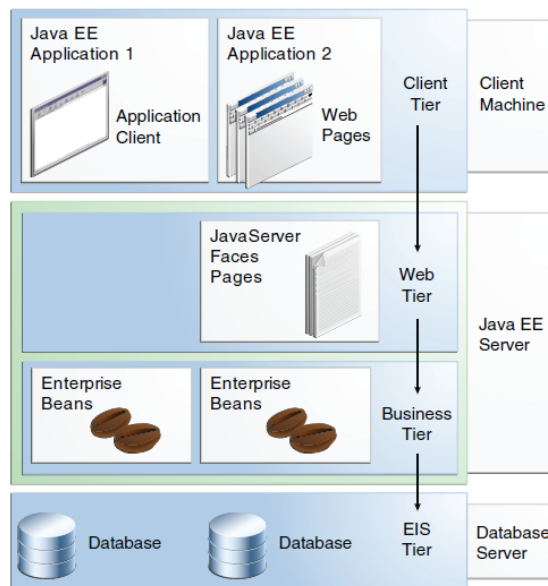 Java EE
Application 1
Java EE
Application 2
Application
Client
Web
Pages
Client
Tier
Client
Machine
JavaServer
Faces
Pages
Web
Tier
Java EE
Server
Enterprise
Beans
Enterprise
Beans
Business
Tier
Database
Database
EIS
Tier
Database
Server